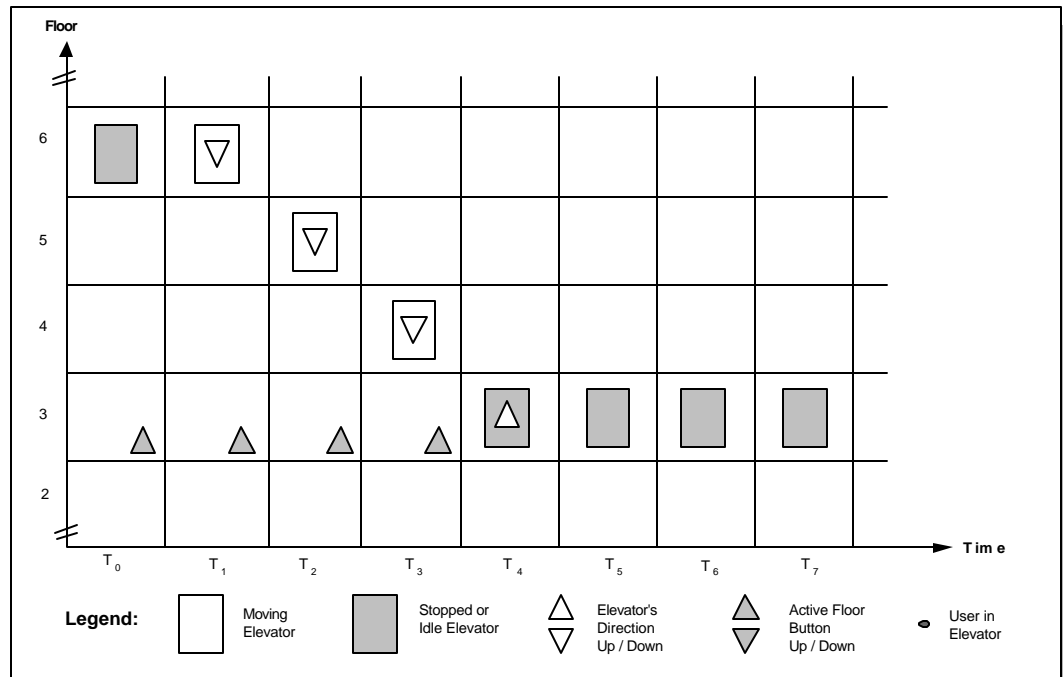 Floor
6
5
4
3
2
T0 T1 T2 T3 T4 T5 T6 T7
Time
Legend:
Moving
Elevator
Stopped or
Idle Elevator
Elevator's
Direction
Up / Down
Active Floor
Button
Up / Down
User in
Elevator